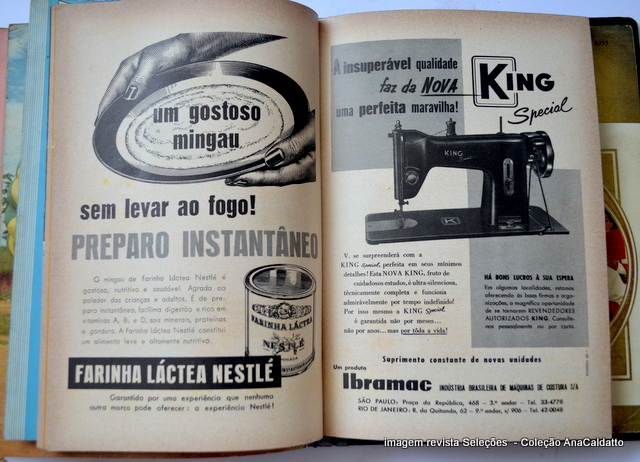 um gostoso
mingau
sem levar ao fogo!
PREPARO INSTANTÂNEO
O mingau de Farinha Láctea Nestlé é
gostoso, nutritivo e saudável. Agrada ao
paladar das crianças e adultos. É de pre-
paro instantâneo, facílima digestão e rico em
vitaminas A, B₁ e D, sais minerais, proteínas
e gordura. A Farinha Láctea Nestlé constitui
um alimento leve e altamente nutritivo.
FARINHA LÁCTEA
NESTLÉ
FARINHA LÁCTEA NESTLÉ
Garantida por uma experiência que nenhuma
outra marca pode oferecer: a experiência Nestlé!
A insuperável qualidade
faz da NOVA
uma perfeita maravilha!
KING
Special
KING
K
V. se surpreenderá com a
KING Special, perfeita em seus mínimos
detalhes! Esta NOVA KING, fruto de
cuidadosos estudos, é ultra-silenciosa,
técnicamente completa e funciona
admiràvelmente por tempo indefinido!
Por isso mesmo a KING Special
é garantida não por meses...
não por anos...mas por tôda a vida!
HÁ BONS LUCROS À SUA ESPERA
Em algumas localidades, estamos
oferecendo às boas firmas e orga-
nizações, a magnífica oportunidade
de se tornarem REVENDEDORES
AUTORIZADOS KING. Consulte-
nos pessoalmente ou por carta.
Suprimento constante de novas unidades
Um produto
Ibramac INDÚSTRIA BRASILEIRA DE MÁQUINAS DE COSTURA S/A
SÃO PAULO: Praça da República, 468 - 3.º andar - Tel. 33-4778
RIO DE JANEIRO: R. da Quitanda, 62 - 9.º andar, s/ 906 - Tel. 42-0048
imagem revista Seleções - Coleção AnaCaldatto